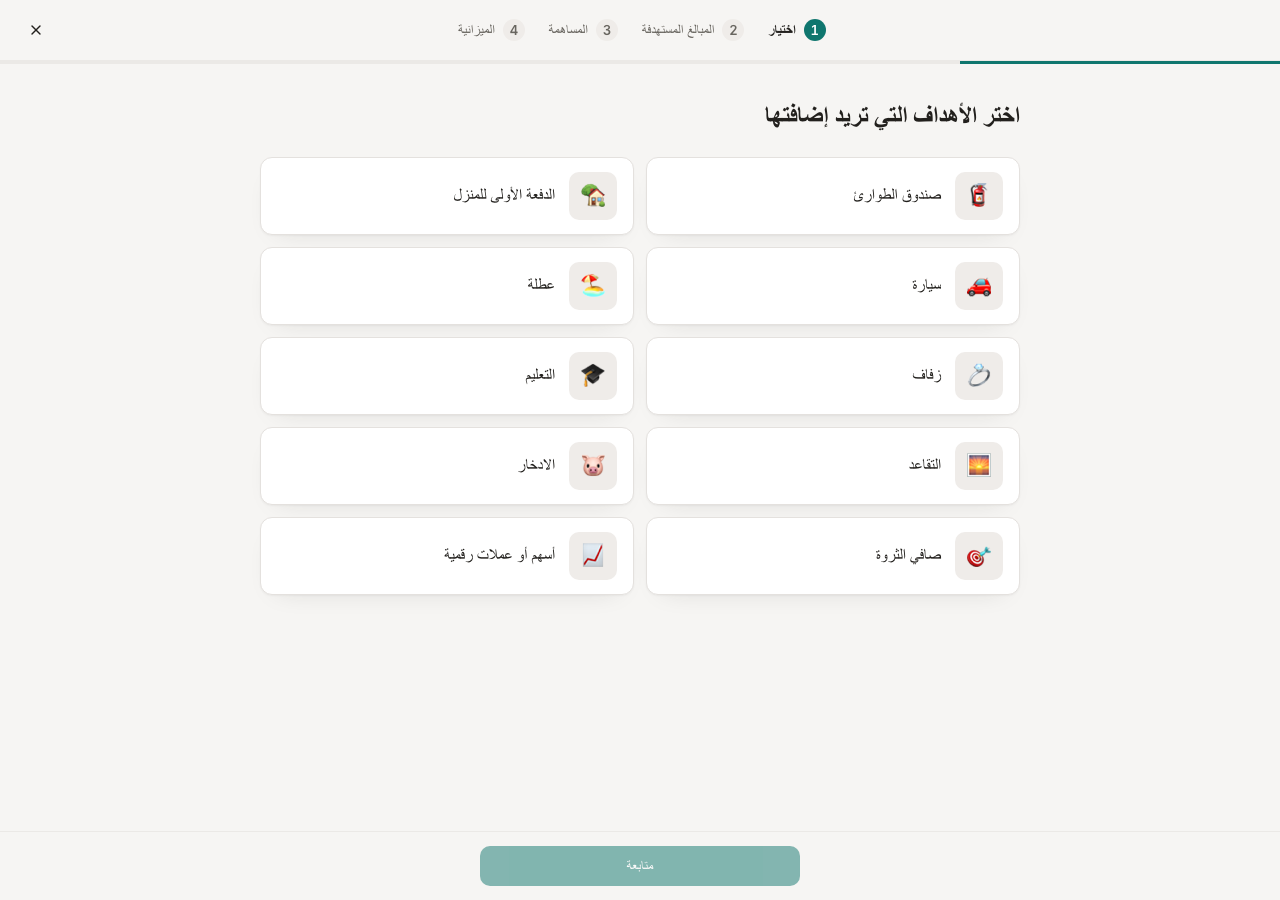 1 اختيار
2 المبالغ المستهدفة
3 المساهمة
4 الميزانية
اختر الأهداف التي تريد إضافتها
صندوق الطوارئ
الدفعة الأولى للمنزل
سيارة
عطلة
زفاف
التعليم
التقاعد
الادخار
صافي الثروة
أسهم أو عملات رقمية
متابعة